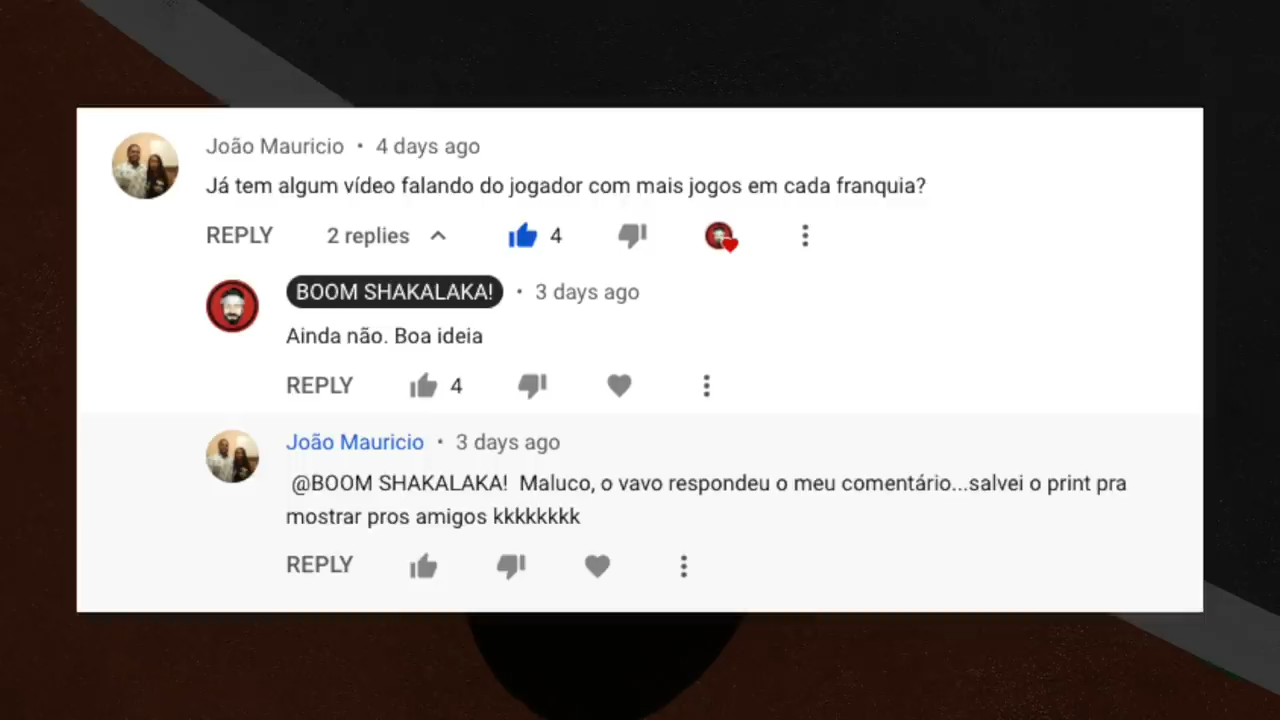 João Mauricio • 4 days ago
Já tem algum vídeo falando do jogador com mais jogos em cada franquia?
REPLY 2 replies 4
BOOM SHAKALAKA! • 3 days ago
Ainda não. Boa ideia
REPLY 4
João Mauricio • 3 days ago
@BOOM SHAKALAKA! Maluco, o vavo respondeu o meu comentário...salvei o print pra
mostrar pros amigos kkkkkkkk
REPLY